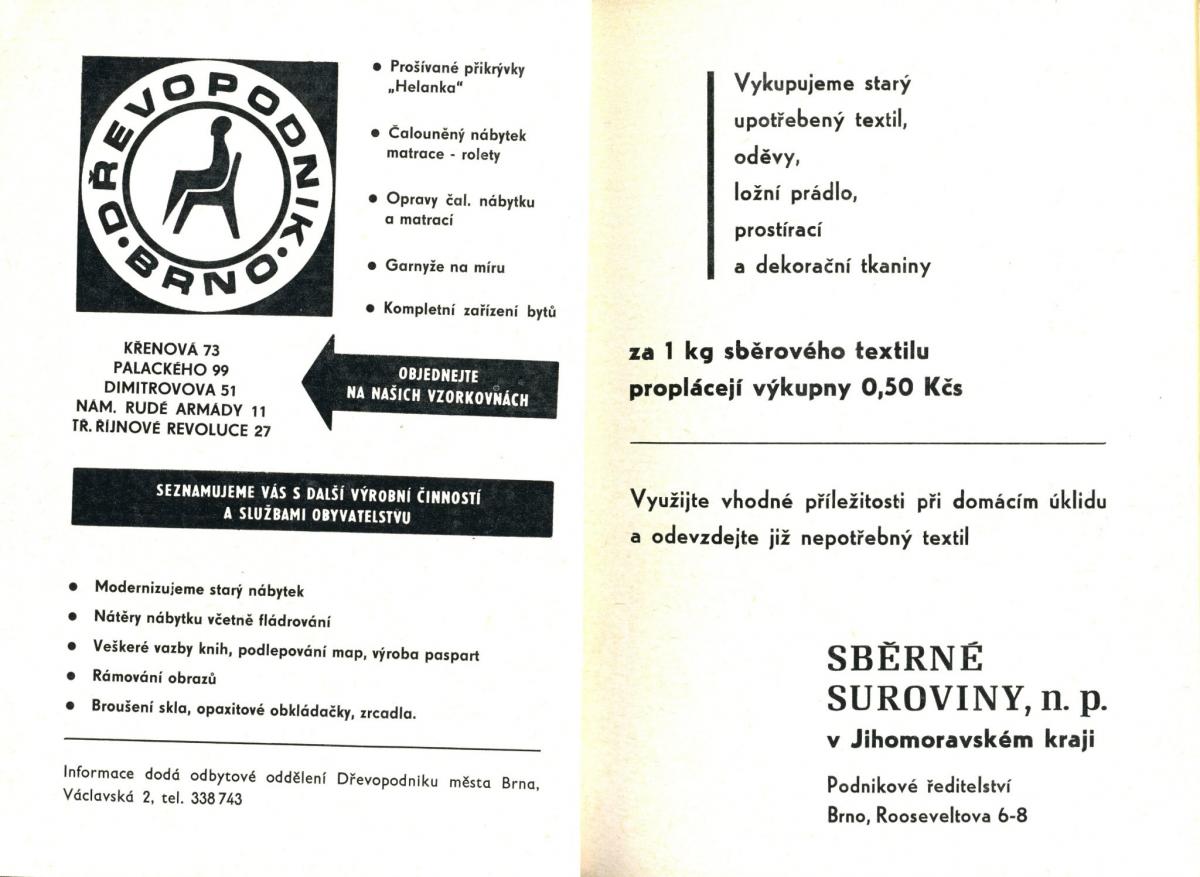 DŘEVOPODNIK • BRNO •
• Prošívané přikrývky
„Helanka“
• Čalouněný nábytek
matrace - rolety
• Opravy čal. nábytku
a matrací
• Garnyže na míru
• Kompletní zařízení bytů
KŘENOVÁ 73
PALACKÉHO 99
DIMITROVOVA 51
NÁM. RUDÉ ARMÁDY 11
TŘ. ŘÍJNOVÉ REVOLUCE 27
OBJEDNEJTE
NA NAŠICH VZORKOVNÁCH
SEZNAMUJEME VÁS S DALŠÍ VÝROBNÍ ČINNOSTÍ
A SLUŽBAMI OBYVATELSTVU
• Modernizujeme starý nábytek
• Nátěry nábytku včetně fládrování
• Veškeré vazby knih, podlepování map, výroba paspart
• Rámování obrazů
• Broušení skla, opaxitové obkládačky, zrcadla.
Informace dodá odbytové oddělení Dřevopodniku města Brna,
Václavská 2, tel. 338 743
Vykupujeme starý
upotřebený textil,
oděvy,
ložní prádlo,
prostírací
a dekorační tkaniny
za 1 kg sběrového textilu
proplácejí výkupny 0,50 Kčs
Využijte vhodné příležitosti při domácím úklidu
a odevzdejte již nepotřebný textil
SBĚRNÉ
SUROVINY, n. p.
v Jihomoravském kraji
Podnikové ředitelství
Brno, Rooseveltova 6-8